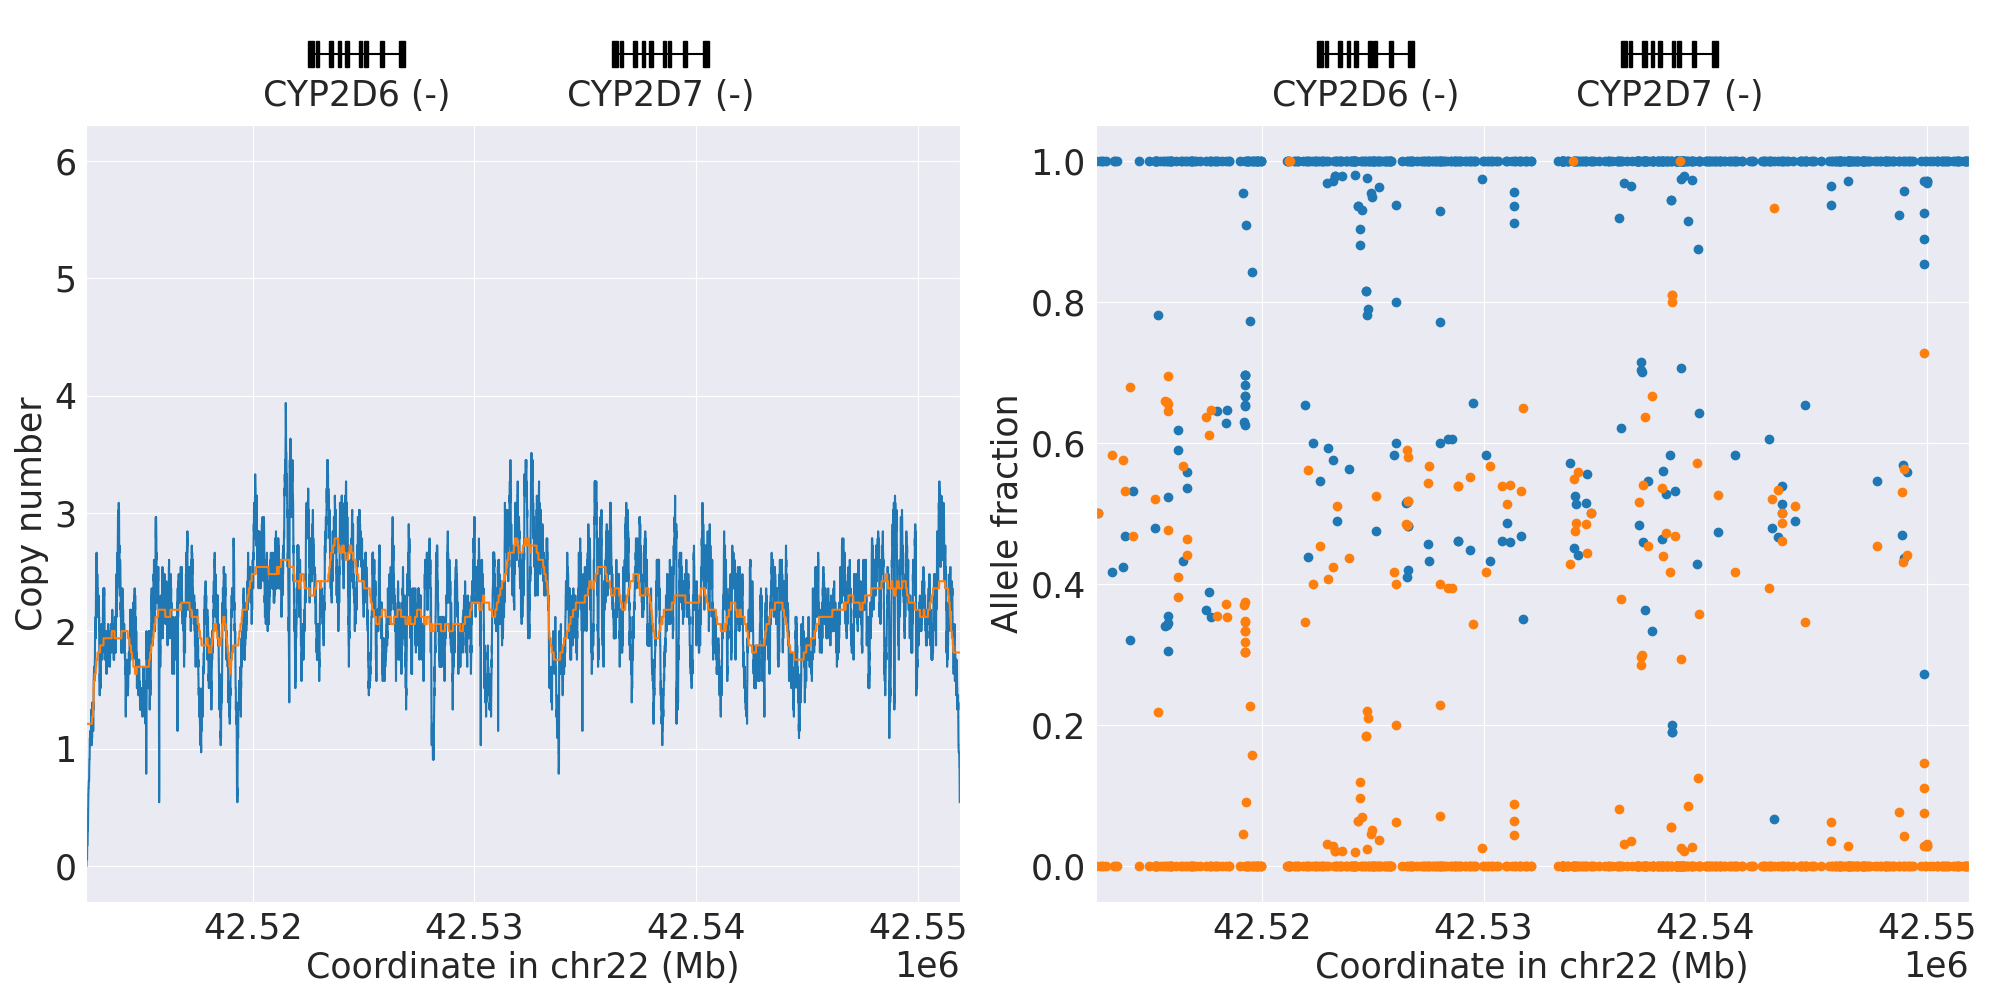 CYP2D6 (-) CYP2D7 (-)
CYP2D6 (-) CYP2D7 (-)
Copy number
6
5
4
3
2
1
0
42.52 42.53 42.54 42.55
Coordinate in chr22 (Mb)
1e6
Allele fraction
1.0
0.8
0.6
0.4
0.2
0.0
42.52 42.53 42.54 42.55
Coordinate in chr22 (Mb)
1e6